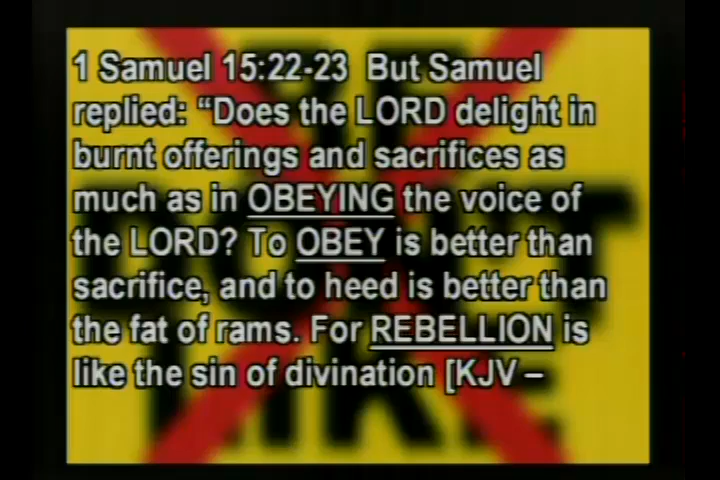 1 Samuel 15:22-23 But Samuel
replied: “Does the LORD delight in
burnt offerings and sacrifices as
much as in OBEYING the voice of
the LORD? To OBEY is better than
sacrifice, and to heed is better than
the fat of rams. For REBELLION is
like the sin of divination [KJV –